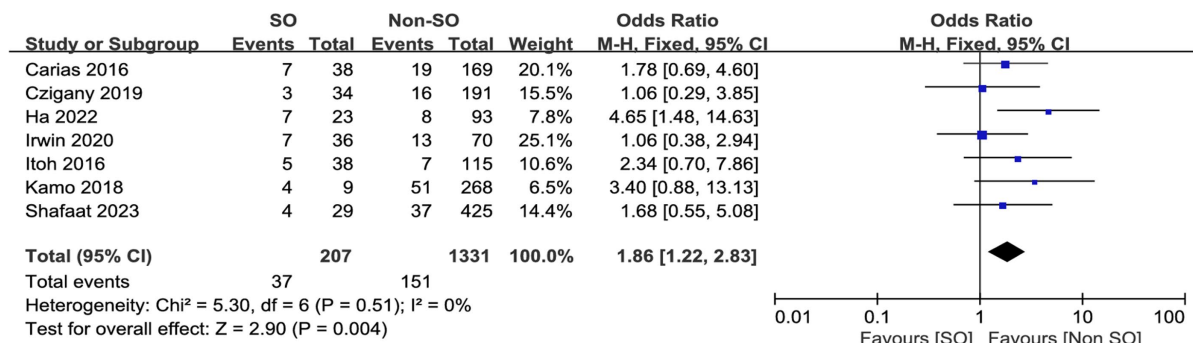 SO Non-SO Odds Ratio Odds Ratio
Study or Subgroup Events Total Events Total Weight M-H, Fixed, 95% CI M-H, Fixed, 95% CI
Carias 2016 7 38 19 169 20.1% 1.78 [0.69, 4.60]
Czigany 2019 3 34 16 191 15.5% 1.06 [0.29, 3.85]
Ha 2022 7 23 8 93 7.8% 4.65 [1.48, 14.63]
Irwin 2020 7 36 13 70 25.1% 1.06 [0.38, 2.94]
Itoh 2016 5 38 7 115 10.6% 2.34 [0.70, 7.86]
Kamo 2018 4 9 51 268 6.5% 3.40 [0.88, 13.13]
Shafaat 2023 4 29 37 425 14.4% 1.68 [0.55, 5.08]
Total (95% CI) 207 1331 100.0% 1.86 [1.22, 2.83]
Total events 37 151
Heterogeneity: Chi² = 5.30, df = 6 (P = 0.51); I² = 0%
Test for overall effect: Z = 2.90 (P = 0.004)
0.01 0.1 1 10 100
Favours [SO] Favours [Non SO]